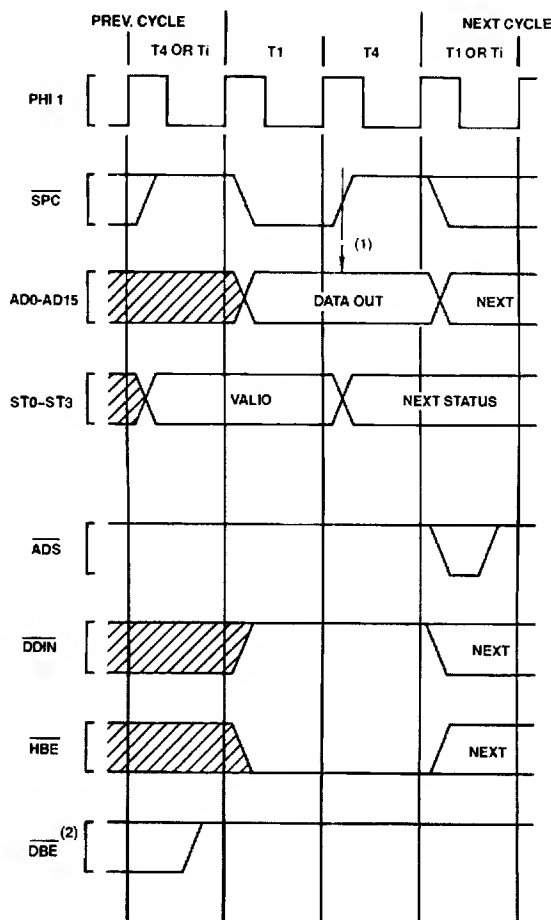 PREV. CYCLE NEXT CYCLE
T4 OR Ti T1 T4 T1 OR Ti
PHI 1
SPC
(1)
AD0-AD15 DATA OUT NEXT
ST0-ST3 VALIO NEXT STATUS
ADS
DDIN NEXT
HBE NEXT
DBE (2)